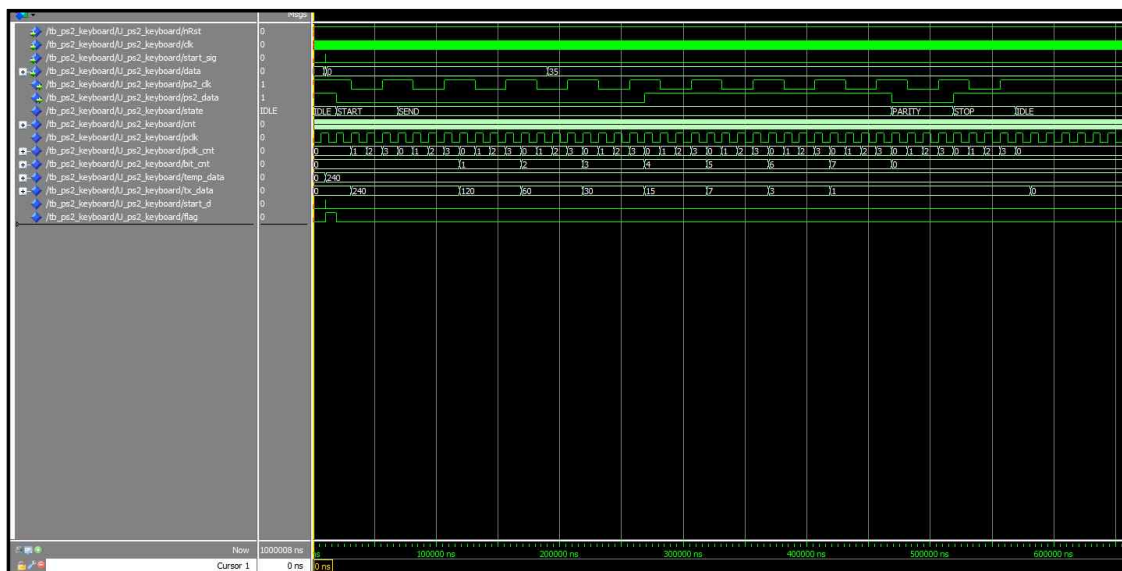 Msgs
/tb_ps2_keyboard/U_ps2_keyboard/nRst 0
/tb_ps2_keyboard/U_ps2_keyboard/clk 0
/tb_ps2_keyboard/U_ps2_keyboard/start_sig 0
/tb_ps2_keyboard/U_ps2_keyboard/data 0 0 35
/tb_ps2_keyboard/U_ps2_keyboard/ps2_clk 1
/tb_ps2_keyboard/U_ps2_keyboard/ps2_data 1
/tb_ps2_keyboard/U_ps2_keyboard/state IDLE IDLE START SEND PARITY STOP IDLE
/tb_ps2_keyboard/U_ps2_keyboard/cnt 0
/tb_ps2_keyboard/U_ps2_keyboard/pclk 0
/tb_ps2_keyboard/U_ps2_keyboard/pclk_cnt 0 0 1 2 3 0 1 2 3 0 1 2 3 0 1 2 3 0 1 2 3 0 1 2 3 0 1 2 3 0 1 2 3 0 1 2 3 0 1 2 3 0 1 2 3 0
/tb_ps2_keyboard/U_ps2_keyboard/bit_cnt 0 0 1 2 3 4 5 6 7 0
/tb_ps2_keyboard/U_ps2_keyboard/temp_data 0 0 240
/tb_ps2_keyboard/U_ps2_keyboard/tx_data 0 0 240 120 60 30 15 7 3 1 0
/tb_ps2_keyboard/U_ps2_keyboard/start_d 0
/tb_ps2_keyboard/U_ps2_keyboard/flag 0
Now 1000008 ns ns 100000 ns 200000 ns 300000 ns 400000 ns 500000 ns 600000 ns
Cursor 1 0 ns 0 ns